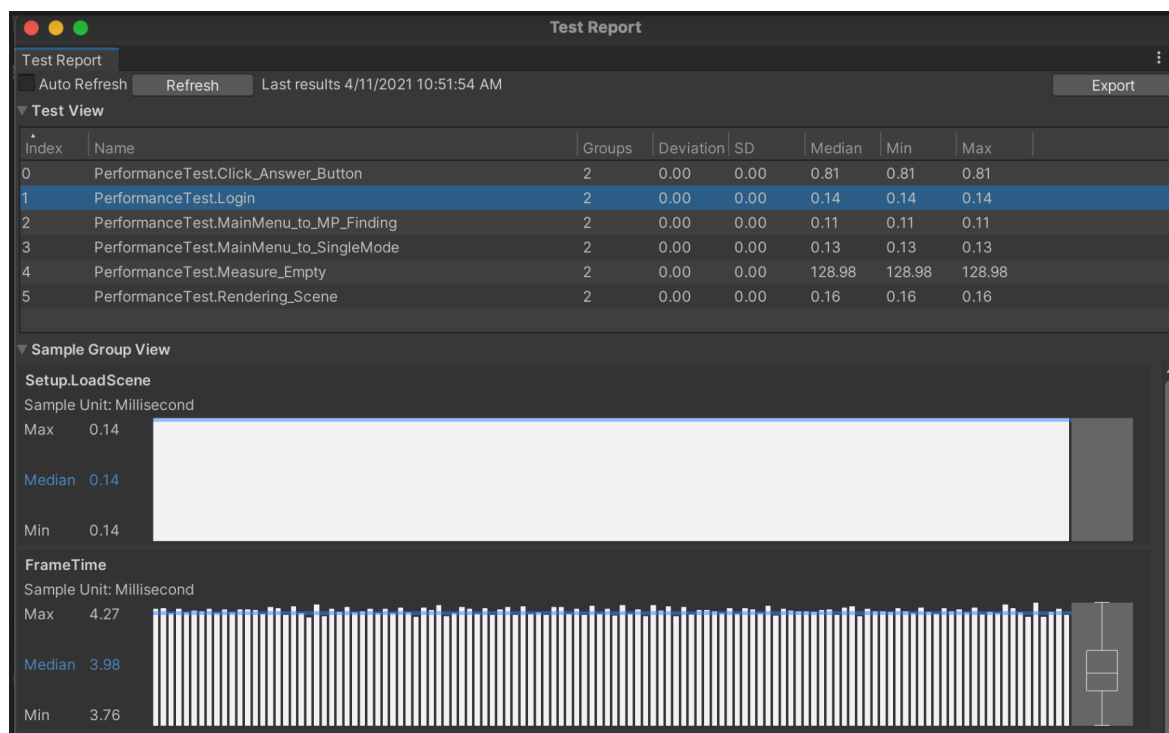 Test Report
Test Report
Auto Refresh Refresh Last results 4/11/2021 10:51:54 AM Export
Test View
Index Name Groups Deviation SD Median Min Max
0 PerformanceTest.Click_Answer_Button 2 0.00 0.00 0.81 0.81 0.81
1 PerformanceTest.Login 2 0.00 0.00 0.14 0.14 0.14
2 PerformanceTest.MainMenu_to_MP_Finding 2 0.00 0.00 0.11 0.11 0.11
3 PerformanceTest.MainMenu_to_SingleMode 2 0.00 0.00 0.13 0.13 0.13
4 PerformanceTest.Measure_Empty 2 0.00 0.00 128.98 128.98 128.98
5 PerformanceTest.Rendering_Scene 2 0.00 0.00 0.16 0.16 0.16
Sample Group View
Setup.LoadScene
Sample Unit: Millisecond
Max 0.14
Median 0.14
Min 0.14
FrameTime
Sample Unit: Millisecond
Max 4.27
Median 3.98
Min 3.76